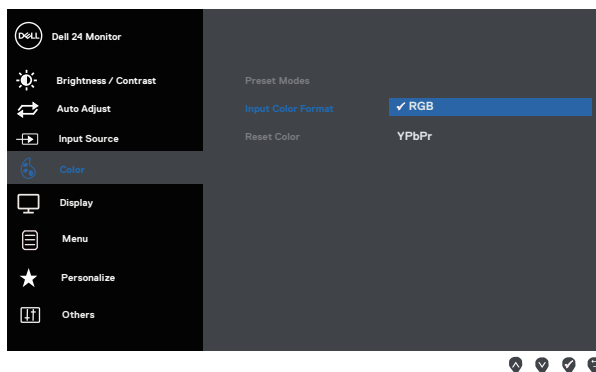 DELL Dell 24 Monitor
Brightness / Contrast
Auto Adjust
Input Source
Color
Display
Menu
Personalize
Others
Preset Modes
Input Color Format
Reset Color
✔ RGB
YPbPr